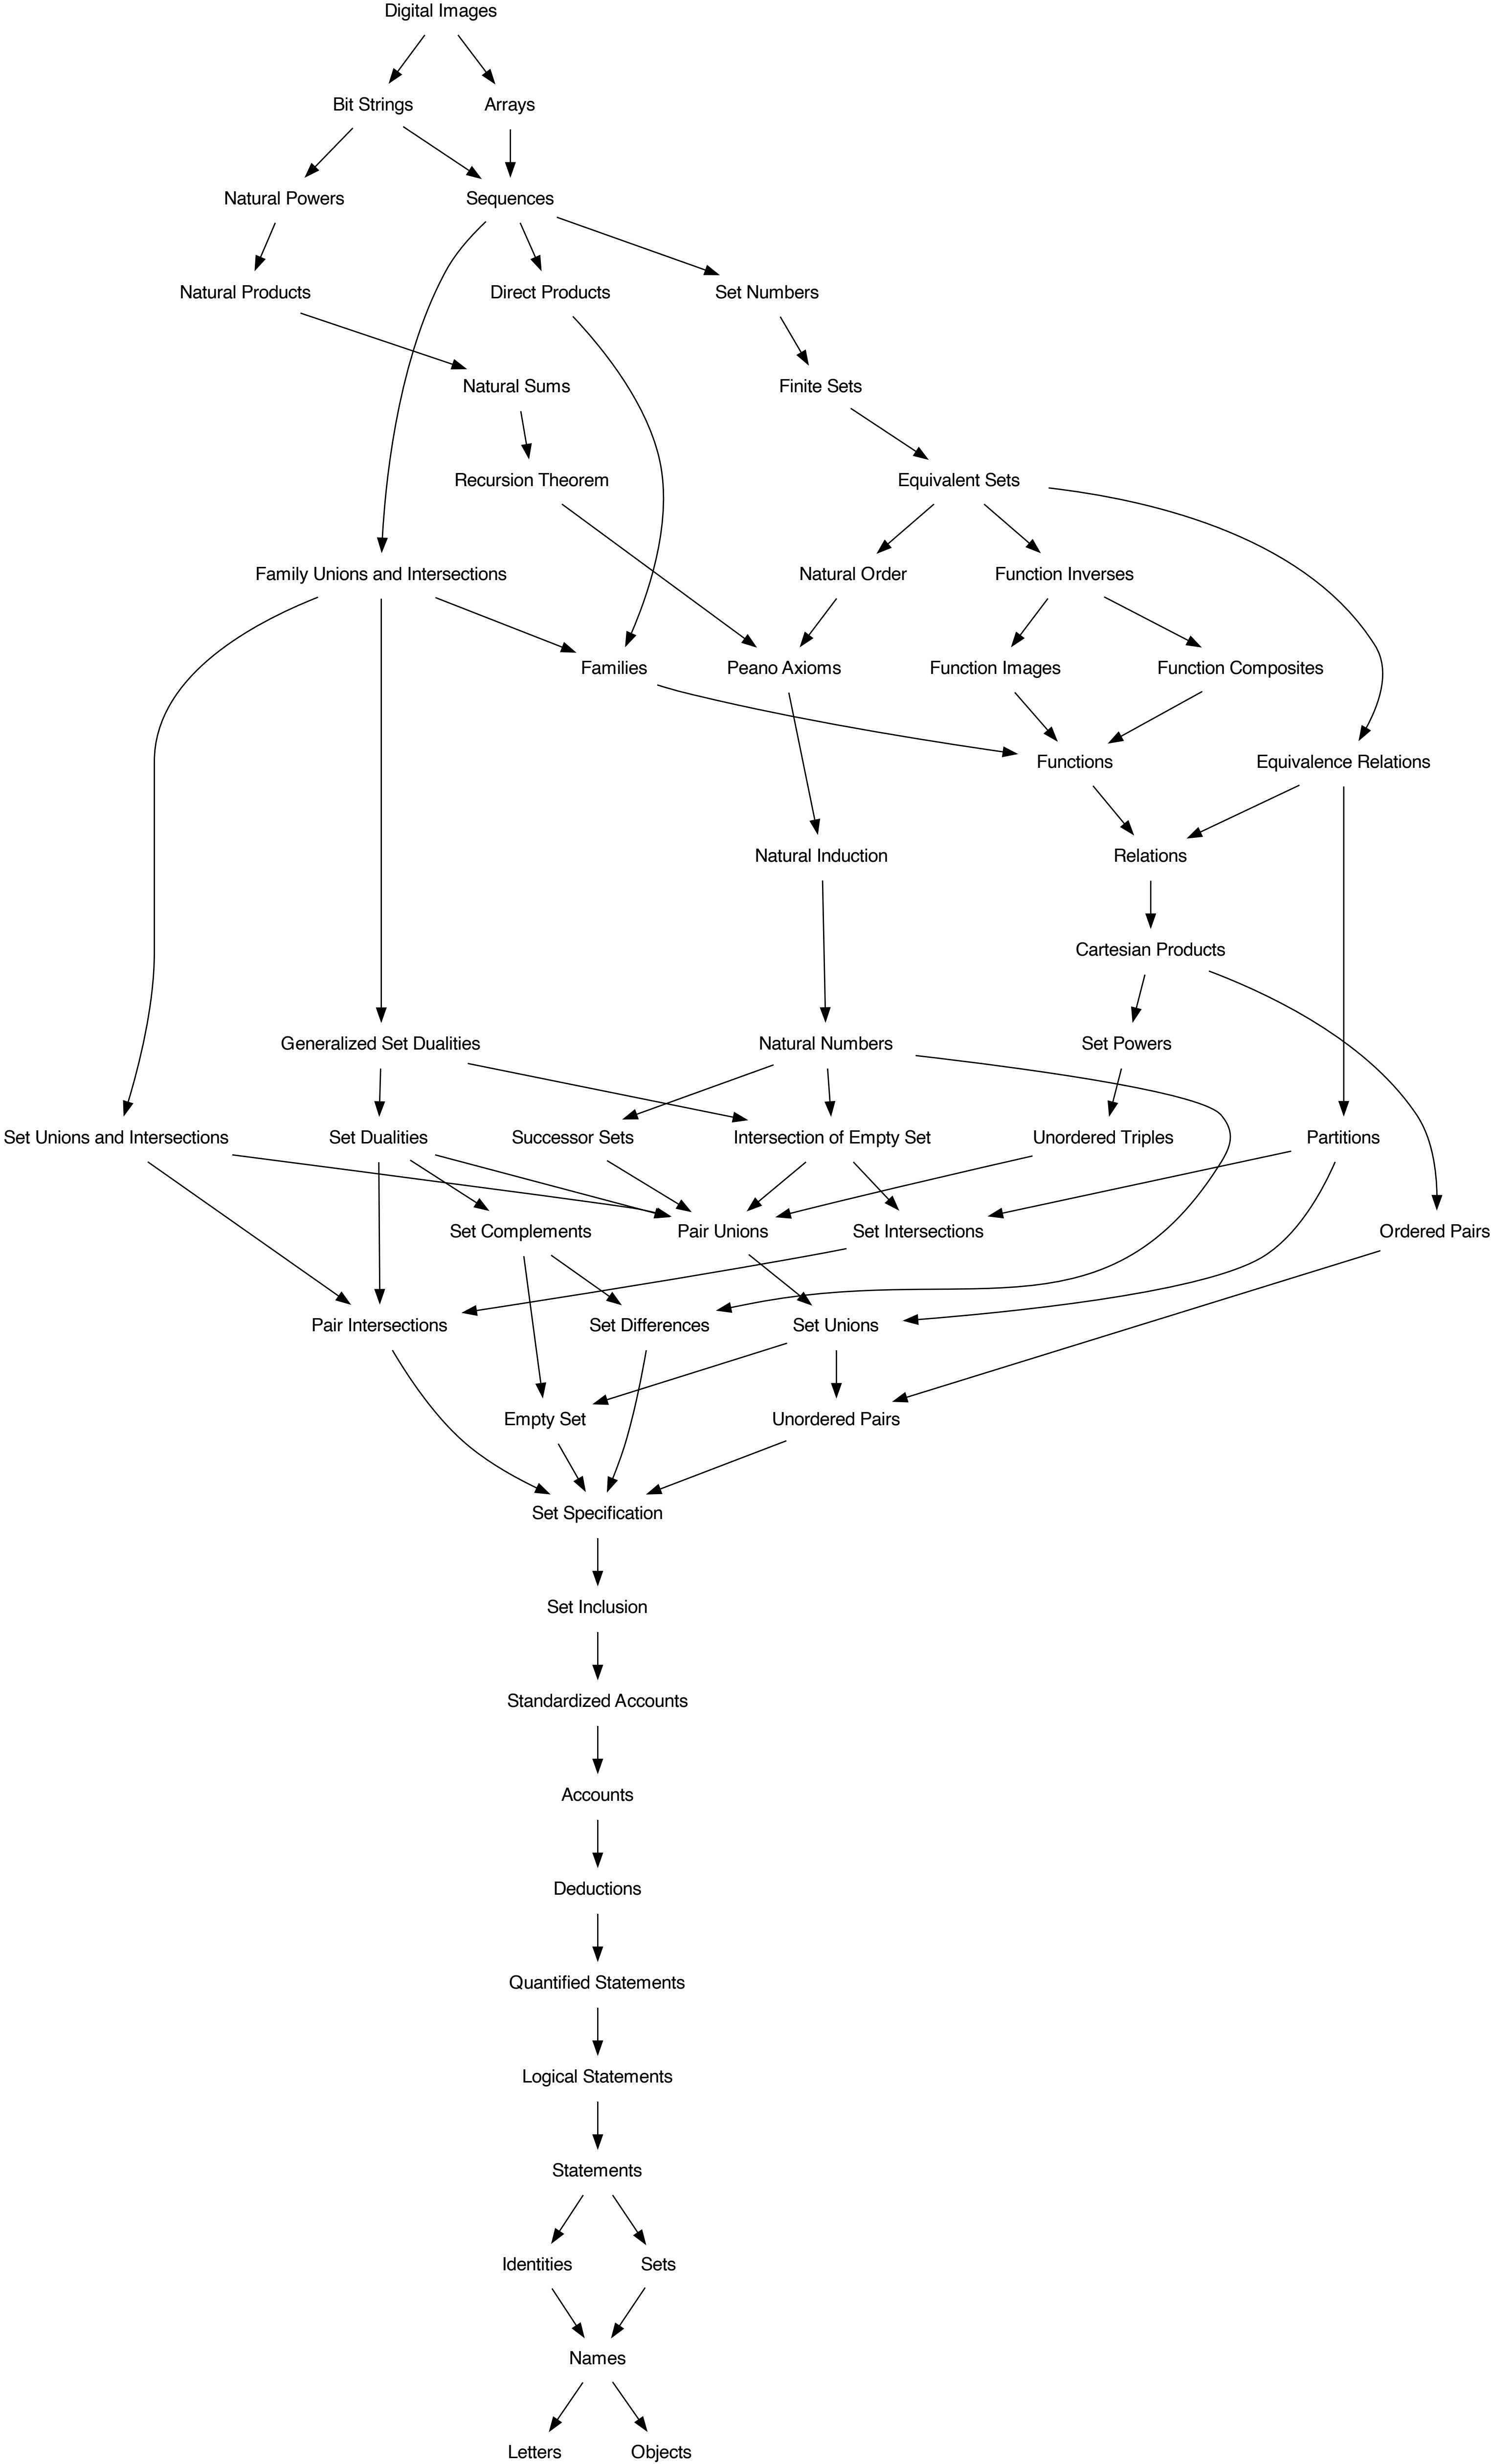 Digital Images
Bit Strings
Arrays
Natural Powers
Sequences
Natural Products
Direct Products
Set Numbers
Natural Sums
Finite Sets
Recursion Theorem
Equivalent Sets
Family Unions and Intersections
Natural Order
Function Inverses
Families
Peano Axioms
Function Images
Function Composites
Functions
Equivalence Relations
Natural Induction
Relations
Cartesian Products
Generalized Set Dualities
Natural Numbers
Set Powers
Set Unions and Intersections
Set Dualities
Successor Sets
Intersection of Empty Set
Unordered Triples
Partitions
Set Complements
Pair Unions
Set Intersections
Ordered Pairs
Pair Intersections
Set Differences
Set Unions
Empty Set
Unordered Pairs
Set Specification
Set Inclusion
Standardized Accounts
Accounts
Deductions
Quantified Statements
Logical Statements
Statements
Identities
Sets
Names
Letters
Objects